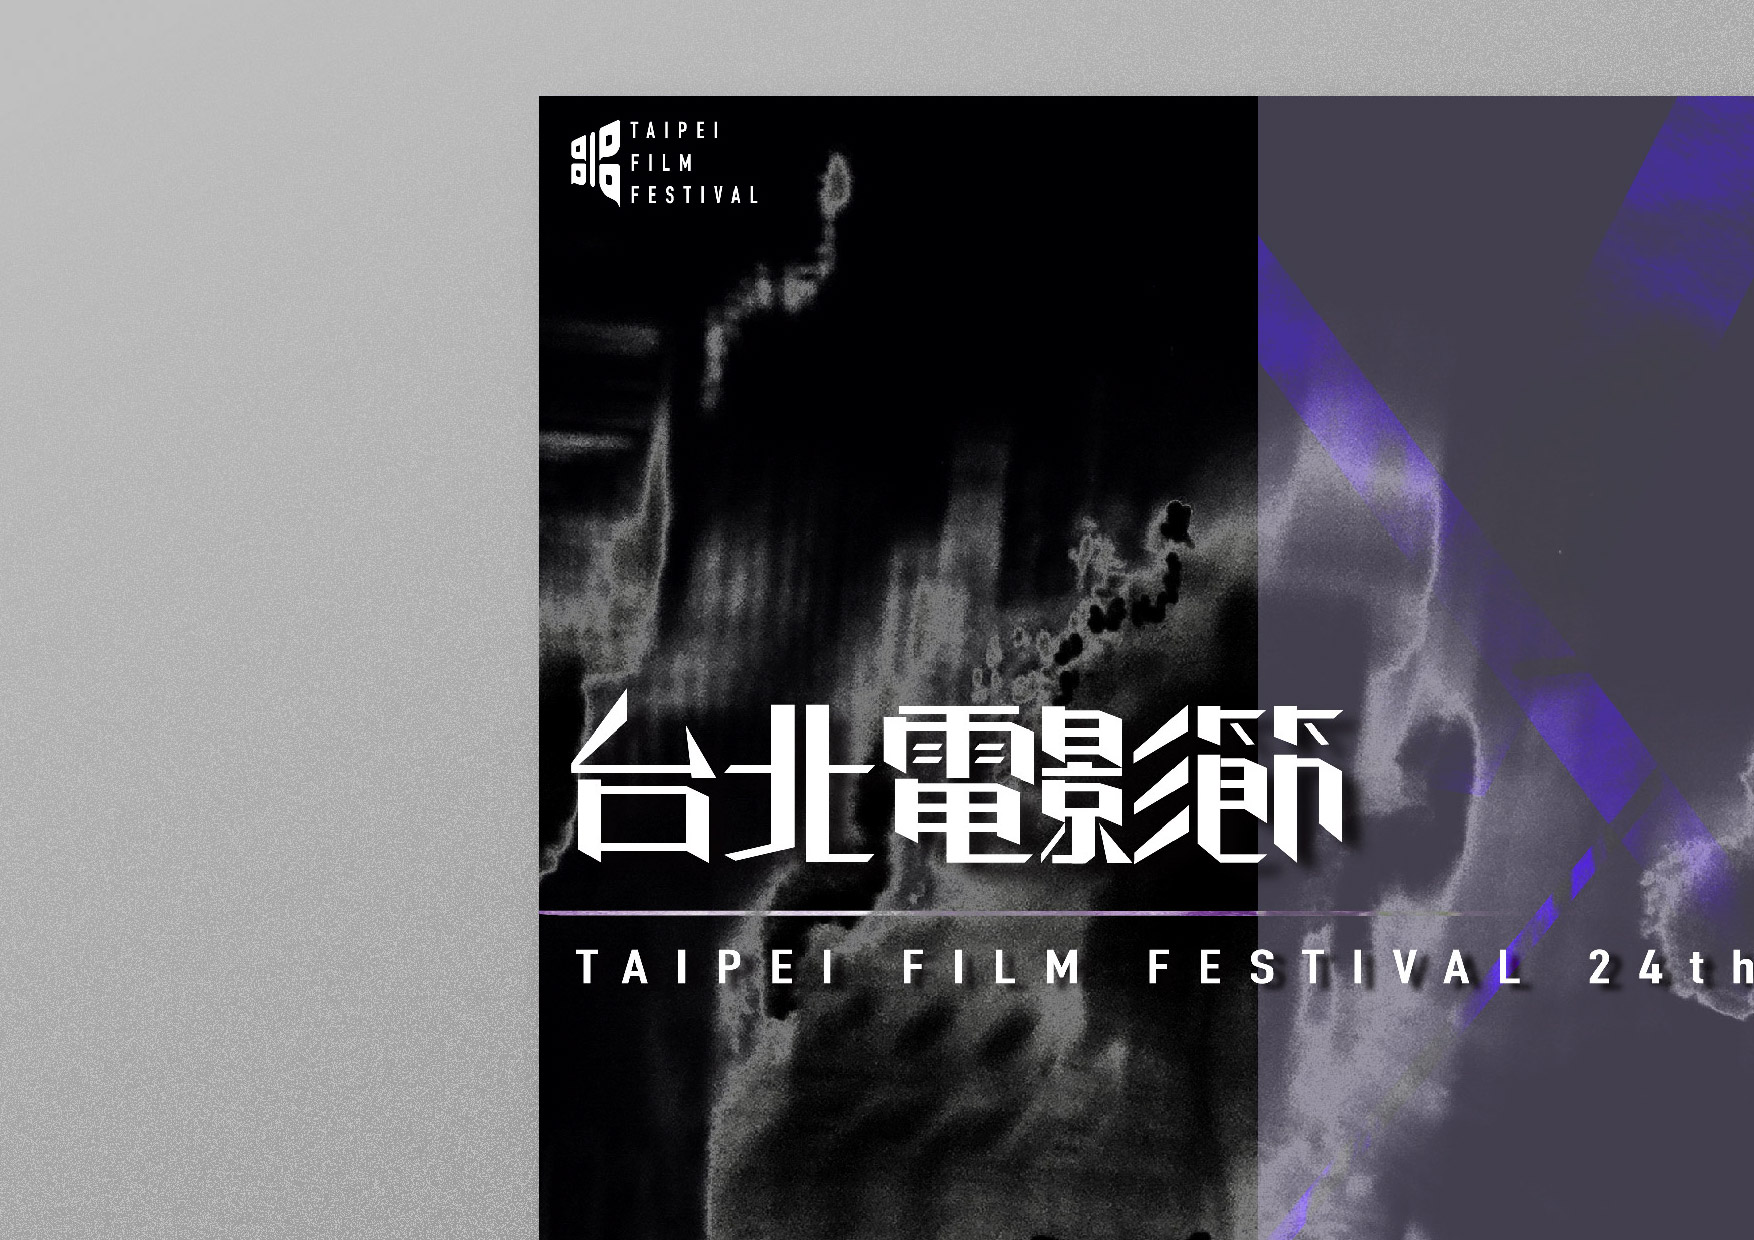 TAIPEI
FILM
FESTIVAL
台北電影節
TAIPEI FILM FESTIVAL 24th